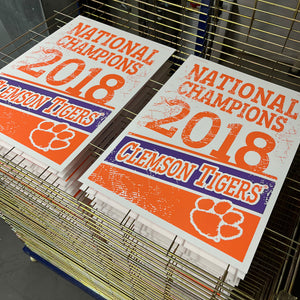 NATIONAL
CHAMPIONS
2018
CLEMSON TIGERS
NATIONAL
CHAMPIONS
2018
CLEMSON TIGERS